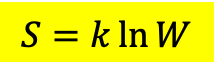 S = k ln W